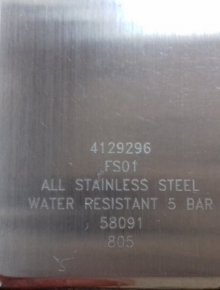 4129296
FS01
ALL STAINLESS STEEL
WATER RESISTANT 5 BAR
58091
805